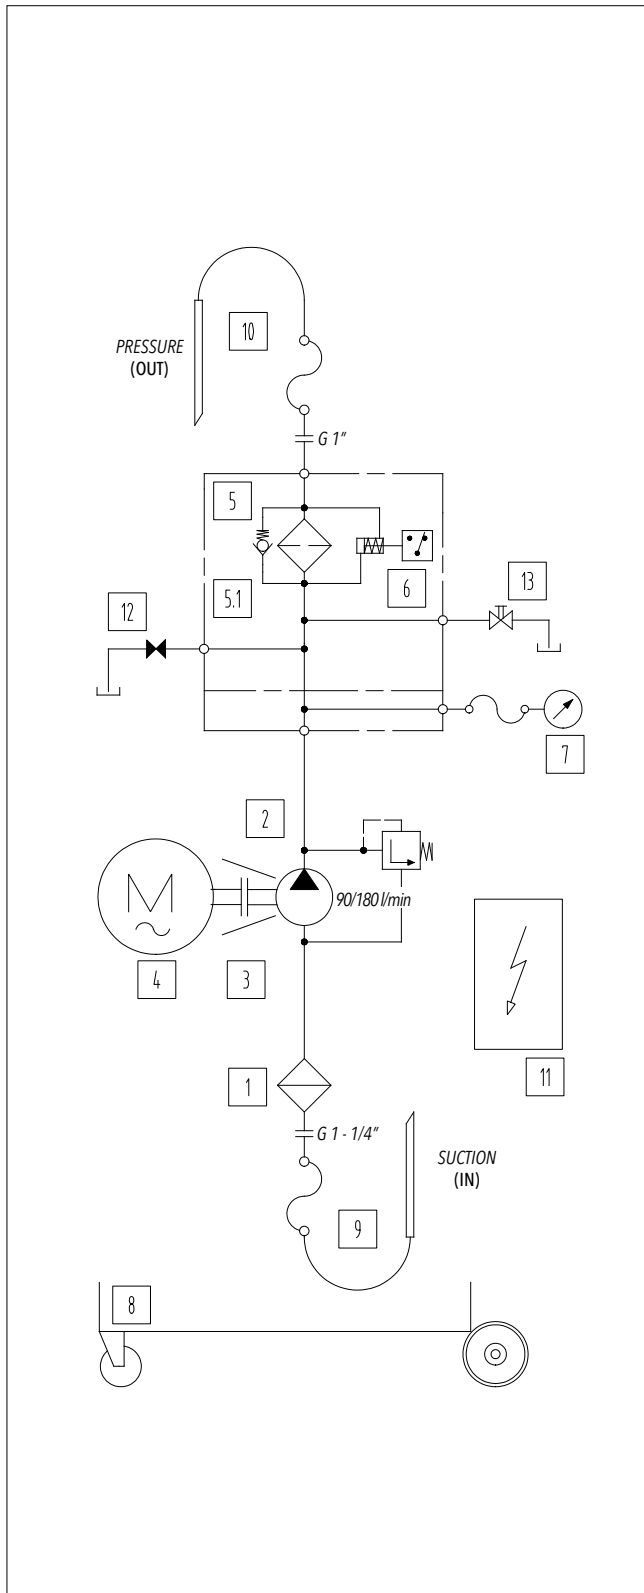 10
PRESSURE
(OUT)
G 1"
5
5.1
6
13
12
7
2
M
90/180 l/min
4
3
11
1
G 1 - 1/4"
SUCTION
(IN)
9
8